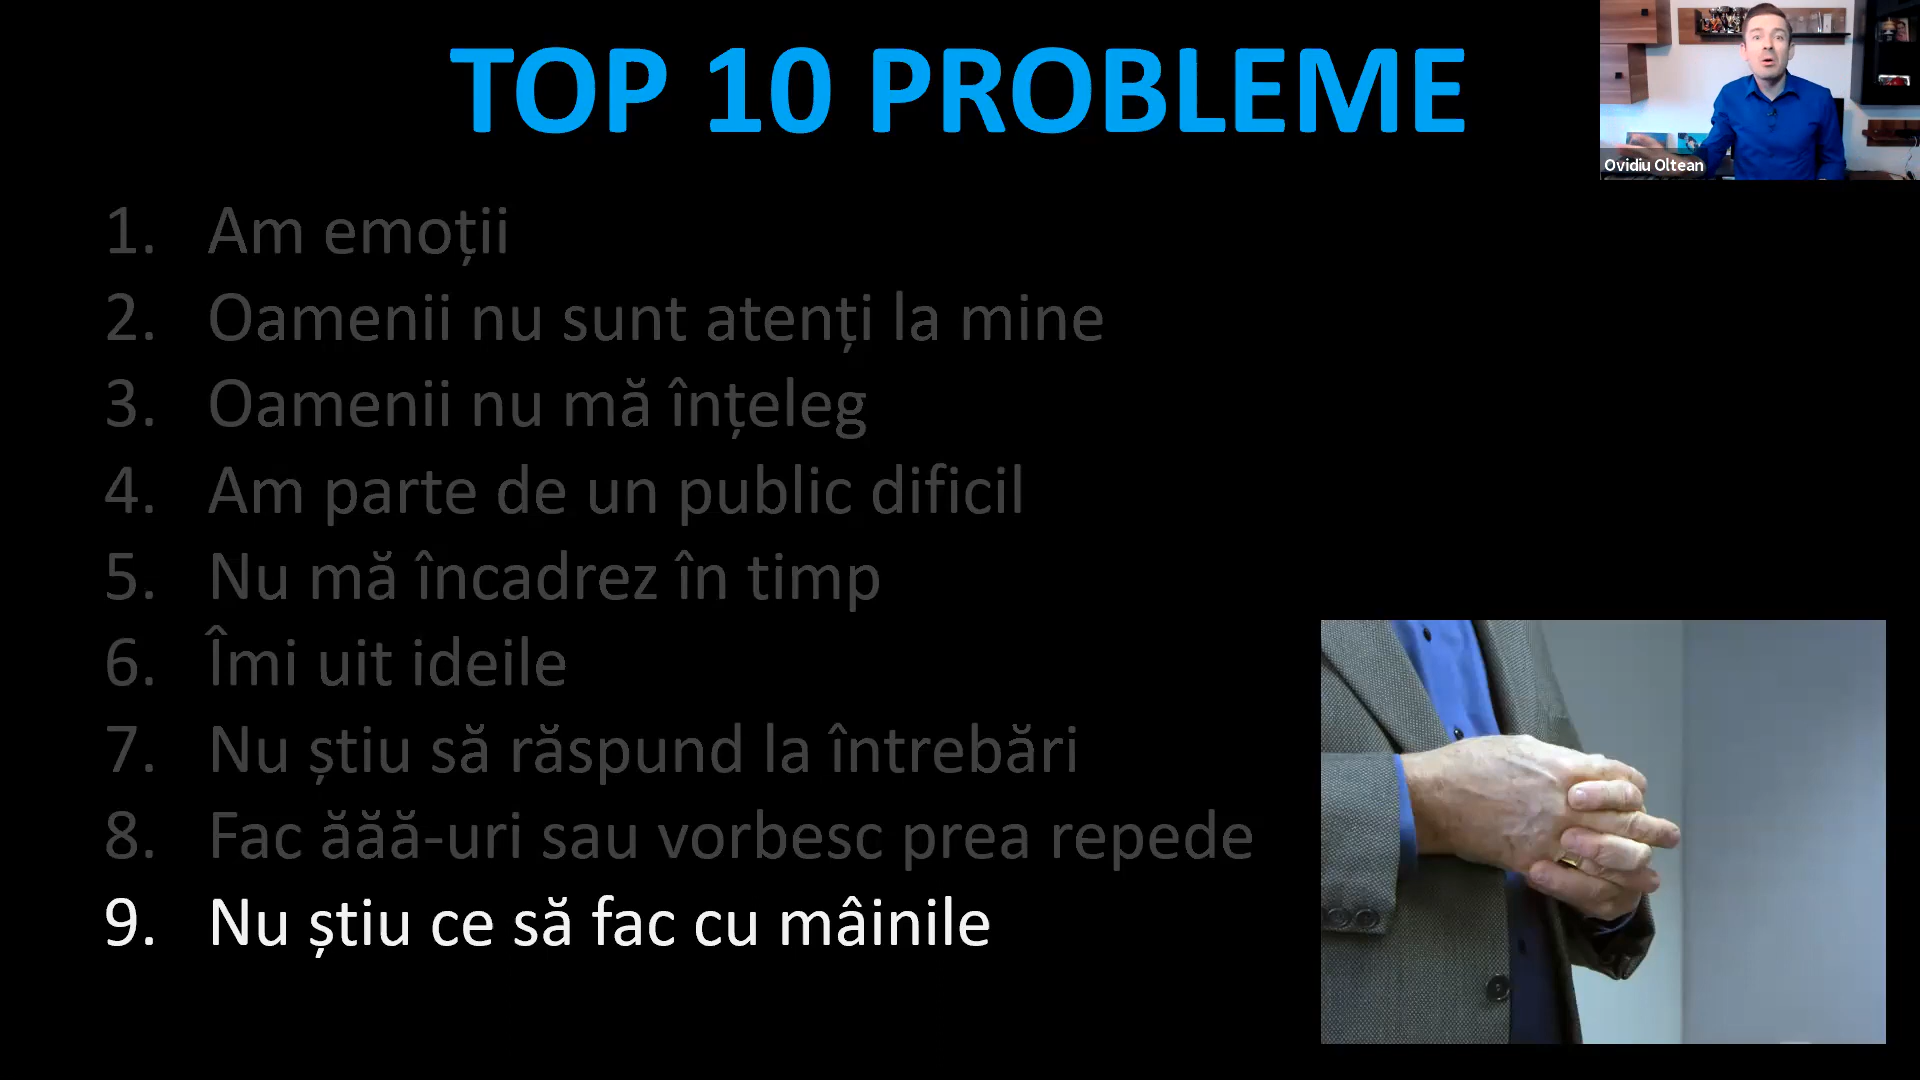 TOP 10 PROBLEME
Ovidiu Oltean
1. Am emoții
2. Oamenii nu sunt atenți la mine
3. Oamenii nu mă înțeleg
4. Am parte de un public dificil
5. Nu mă încadrez în timp
6. Îmi uit ideile
7. Nu știu să răspund la întrebări
8. Fac ăăă-uri sau vorbesc prea repede
9. Nu știu ce să fac cu mâinile